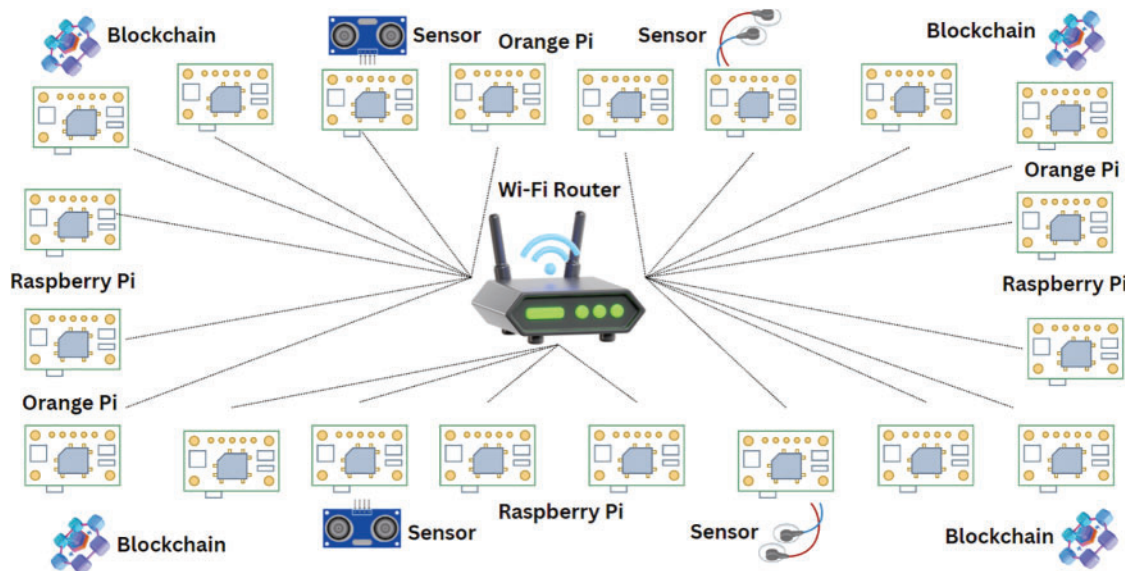 Blockchain
Sensor
Orange Pi
Sensor
Blockchain
Orange Pi
Wi-Fi Router
Raspberry Pi
Raspberry Pi
Orange Pi
Raspberry Pi
Sensor
Sensor
Blockchain
Blockchain